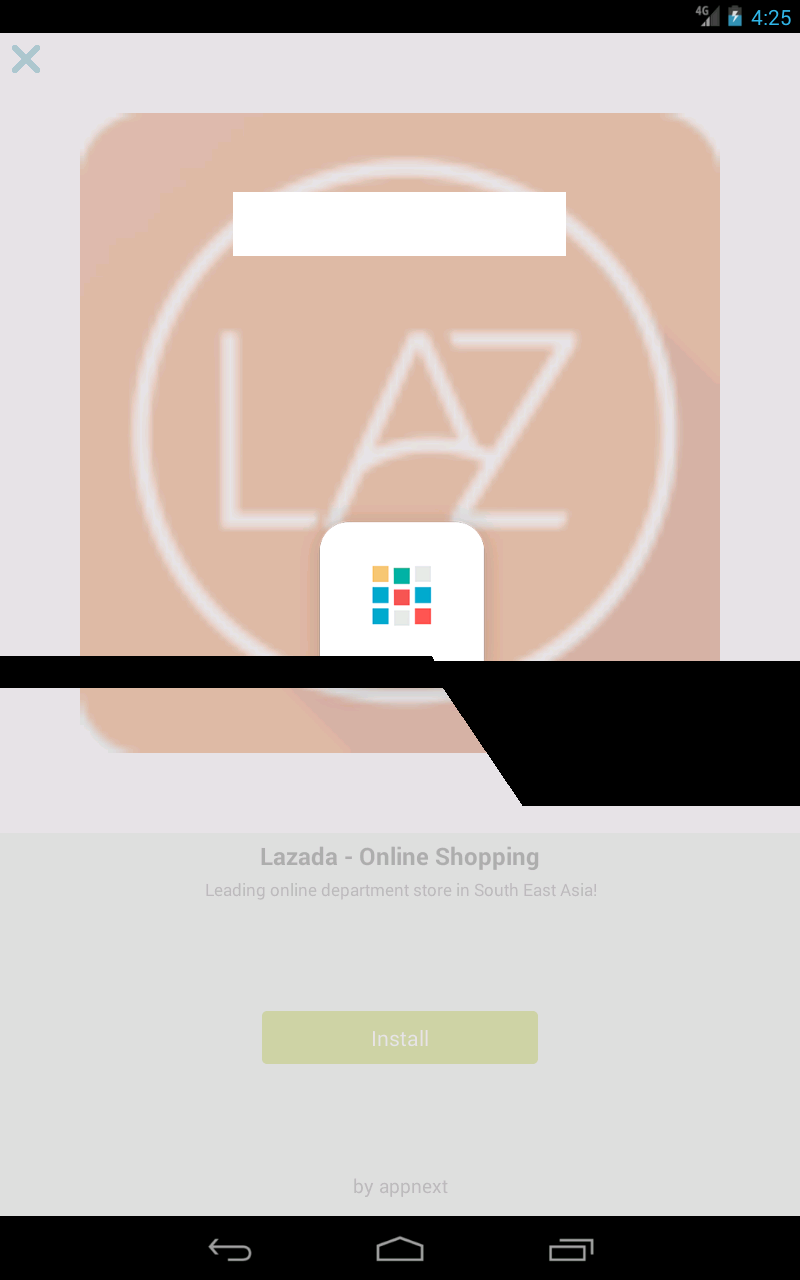 4G 4:25
LAZ
Lazada - Online Shopping
Leading online department store in South East Asia!
Install
by appnext